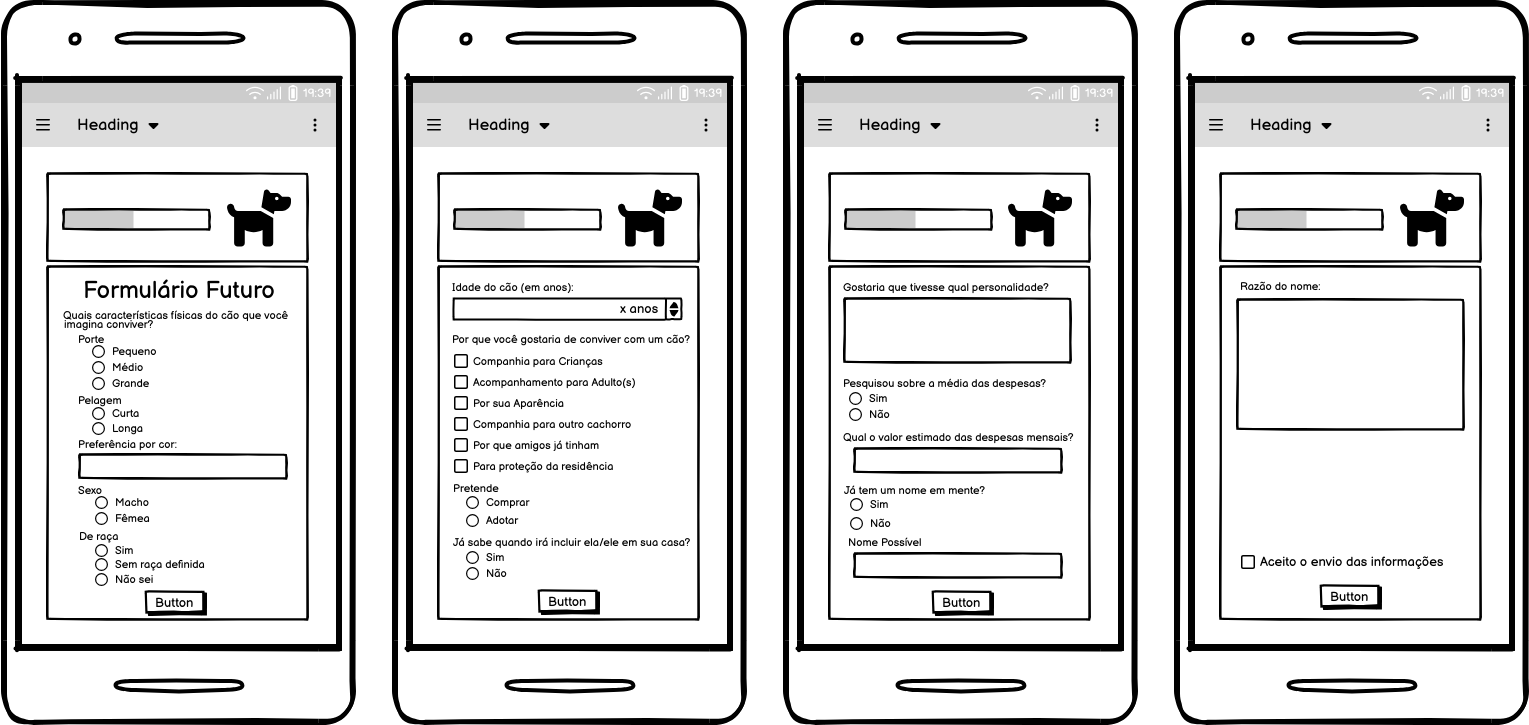 19:39
Heading
Formulário Futuro
Quais características físicas do cão que você
imagina conviver?
Porte
Pequeno
Médio
Grande
Pelagem
Curta
Longa
Preferência por cor:
Sexo
Macho
Fêmea
De raça
Sim
Sem raça definida
Não sei
Button
19:39
Heading
Idade do cão (em anos):
x anos
Por que você gostaria de conviver com um cão?
Companhia para Crianças
Acompanhamento para Adulto(s)
Por sua Aparência
Companhia para outro cachorro
Por que amigos já tinham
Para proteção da residência
Pretende
Comprar
Adotar
Já sabe quando irá incluir ela/ele em sua casa?
Sim
Não
Button
19:39
Heading
Gostaria que tivesse qual personalidade?
Pesquisou sobre a média das despesas?
Sim
Não
Qual o valor estimado das despesas mensais?
Já tem um nome em mente?
Sim
Não
Nome Possível
Button
19:39
Heading
Razão do nome:
Aceito o envio das informações
Button